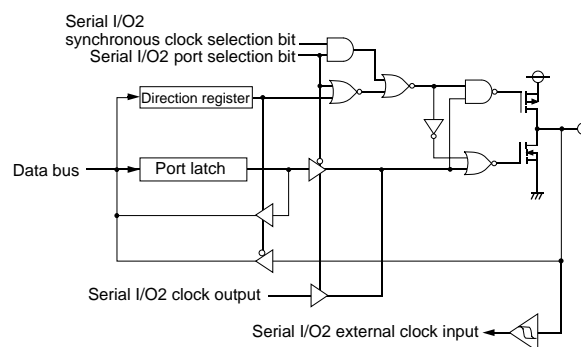 Serial I/O2
synchronous clock selection bit
Serial I/O2 port selection bit
Direction register
Data bus
Port latch
Serial I/O2 clock output
Serial I/O2 external clock input